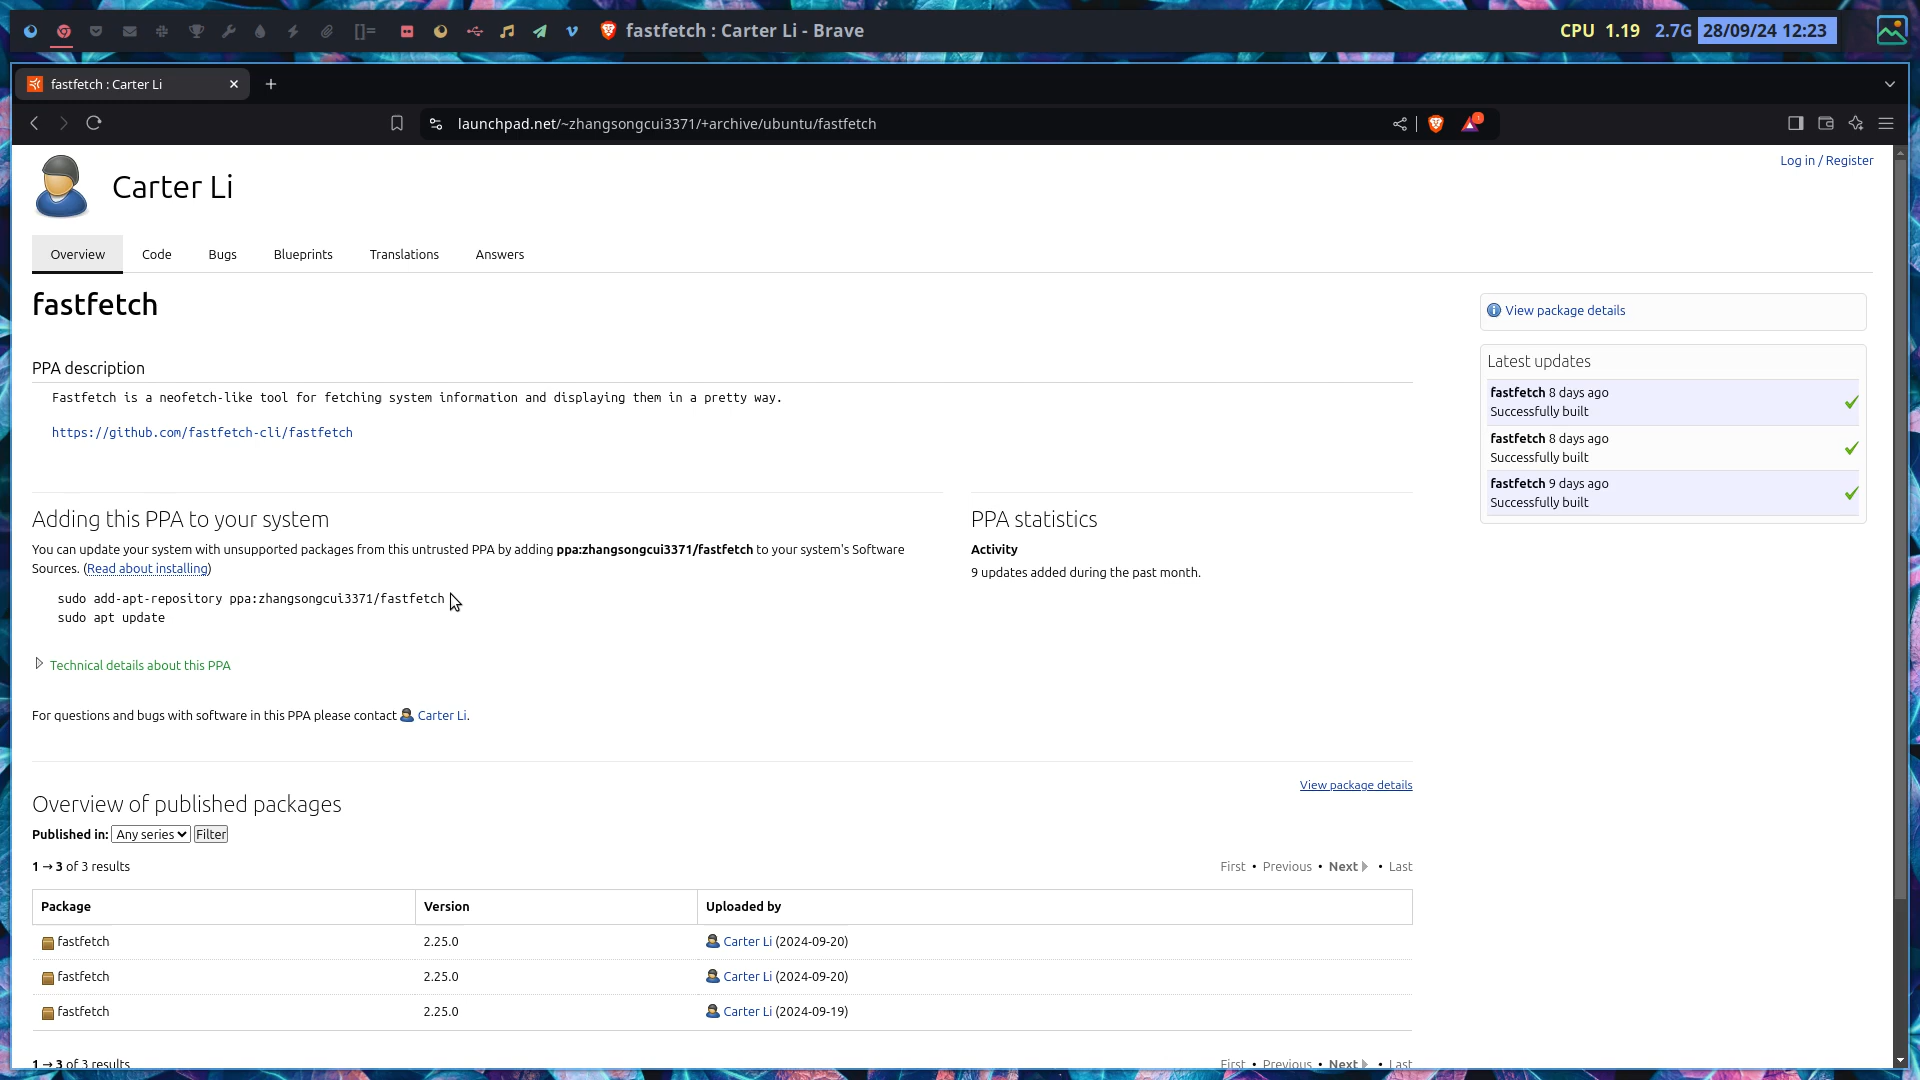 []= fastfetch : Carter Li - Brave CPU 1.19 2.7G 28/09/24 12:23
fastfetch : Carter Li
launchpad.net/~zhangsongcui3371/+archive/ubuntu/fastfetch
1
Log in / Register
Carter Li
Overview Code Bugs Blueprints Translations Answers
fastfetch
View package details
PPA description
Fastfetch is a neofetch-like tool for fetching system information and displaying them in a pretty way.
https://github.com/fastfetch-cli/fastfetch
Latest updates
fastfetch 8 days ago
Successfully built
fastfetch 8 days ago
Successfully built
fastfetch 9 days ago
Successfully built
Adding this PPA to your system
You can update your system with unsupported packages from this untrusted PPA by adding ppa:zhangsongcui3371/fastfetch to your system's Software
Sources. (Read about installing)
sudo add-apt-repository ppa:zhangsongcui3371/fastfetch
sudo apt update
PPA statistics
Activity
9 updates added during the past month.
Technical details about this PPA
For questions and bugs with software in this PPA please contact Carter Li.
View package details
Overview of published packages
Published in: Any series Filter
1 → 3 of 3 results First • Previous • Next • Last
Package Version Uploaded by
fastfetch 2.25.0 Carter Li (2024-09-20)
fastfetch 2.25.0 Carter Li (2024-09-20)
fastfetch 2.25.0 Carter Li (2024-09-19)
1 → 3 of 3 results First • Previous • Next • Last